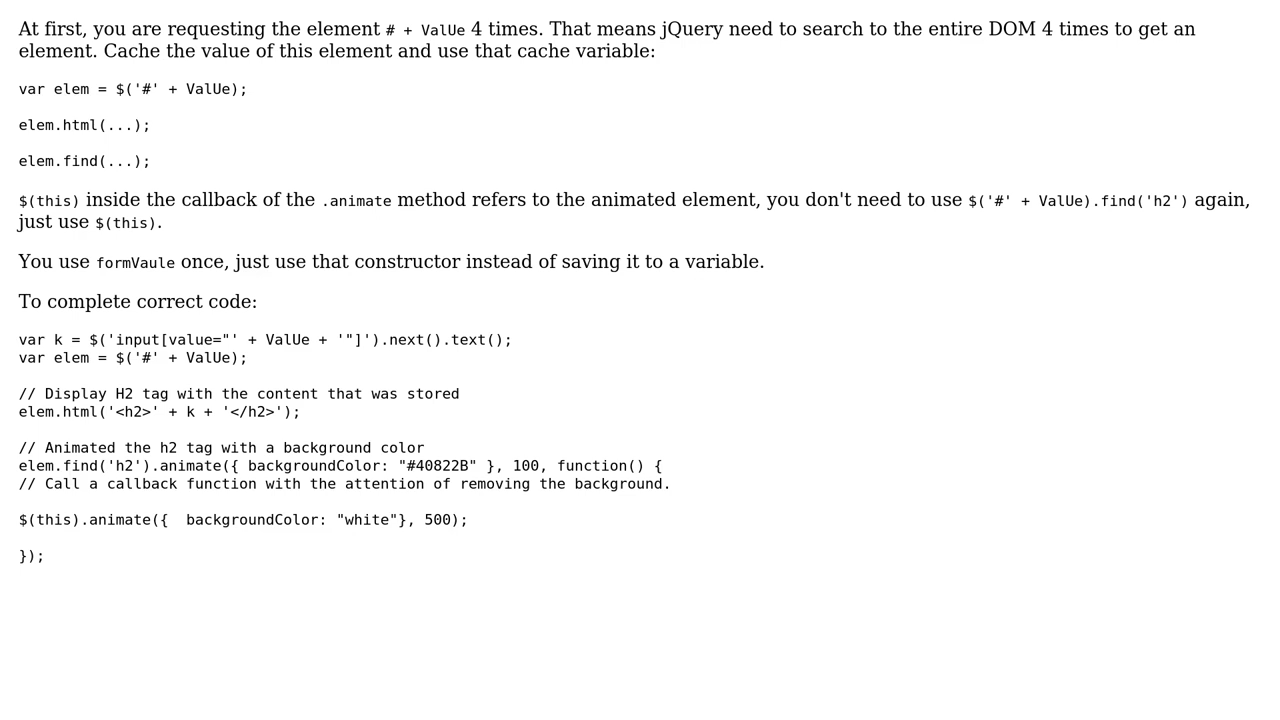 At first, you are requesting the element # + ValUe 4 times. That means jQuery need to search to the entire DOM 4 times to get an
element. Cache the value of this element and use that cache variable:
var elem = $('#' + ValUe);
elem.html(...);
elem.find(...);
$(this) inside the callback of the .animate method refers to the animated element, you don't need to use $('#' + ValUe).find('h2') again,
just use $(this).
You use formVaule once, just use that constructor instead of saving it to a variable.
To complete correct code:
var k = $('input[value="' + ValUe + '"]').next().text();
var elem = $('#' + ValUe);
// Display H2 tag with the content that was stored
elem.html('<h2>' + k + '</h2>');
// Animated the h2 tag with a background color
elem.find('h2').animate({ backgroundColor: "#40822B" }, 100, function() {
// Call a callback function with the attention of removing the background.
$(this).animate({  backgroundColor: "white"}, 500);
});